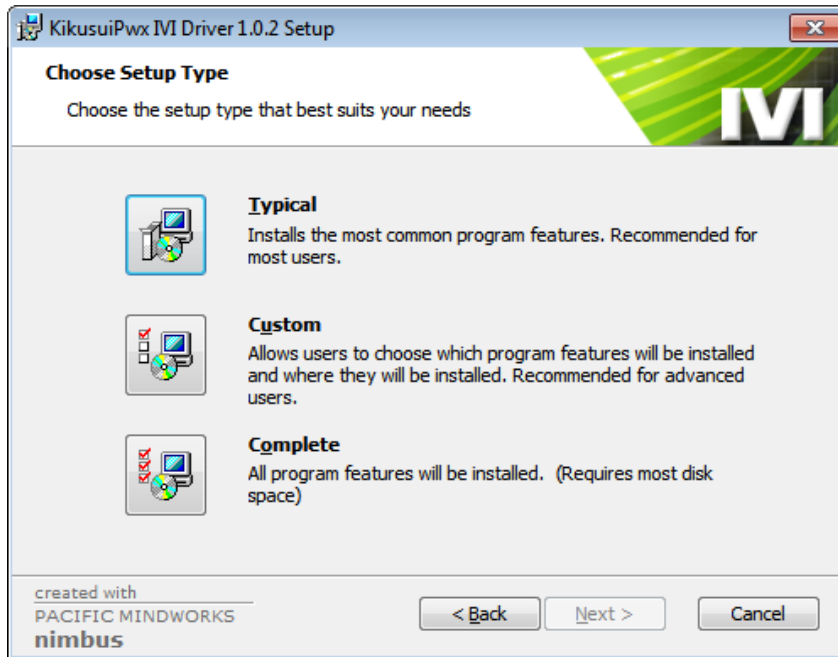 KikusuiPwx IVI Driver 1.0.2 Setup
Choose Setup Type
Choose the setup type that best suits your needs
IVI
Typical
Installs the most common program features. Recommended for
most users.
Custom
Allows users to choose which program features will be installed
and where they will be installed. Recommended for advanced
users.
Complete
All program features will be installed.  (Requires most disk
space)
created with
PACIFIC MINDWORKS
nimbus
< Back
Next >
Cancel